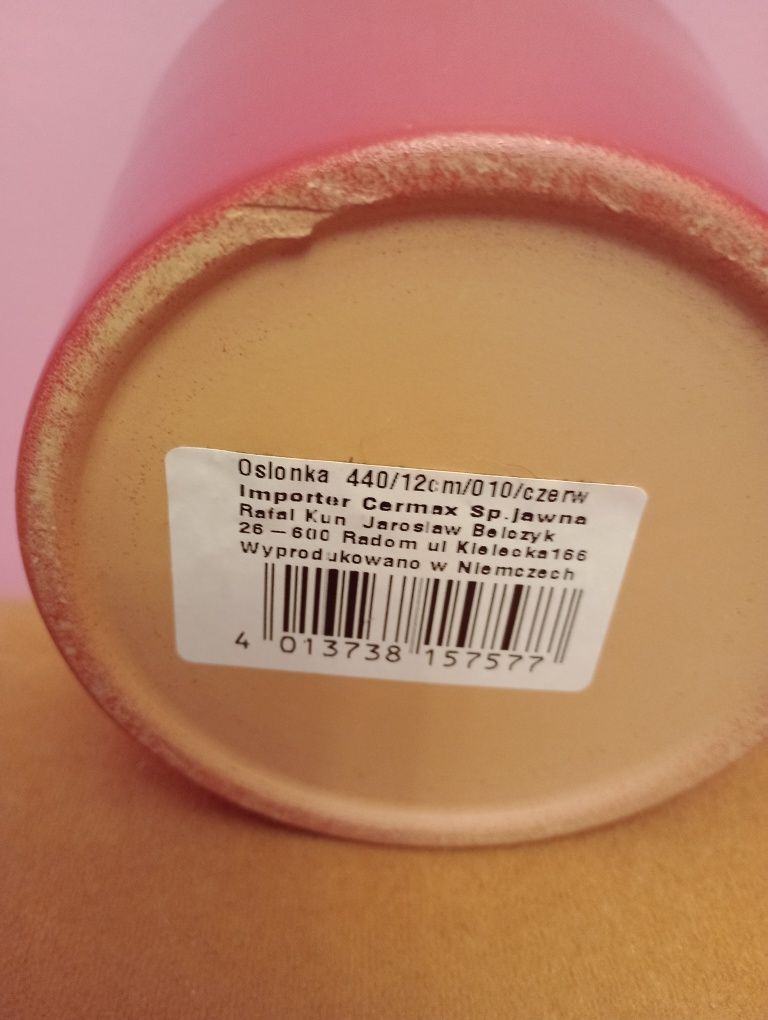 Oslonka 440/12cm/010/czerw
Importer Cermax Sp.jawna
Rafal Kun Jaroslaw Belczyk
26-600 Radom ul Kielecka166
Wyprodukowano w Niemczech
4 013738 157577